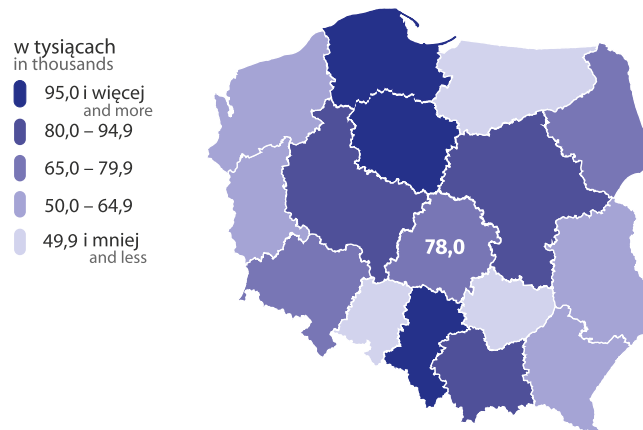 w tysiącach
in thousands
95,0 i więcej
and more
80,0 – 94,9
65,0 – 79,9
50,0 – 64,9
49,9 i mniej
and less
78,0